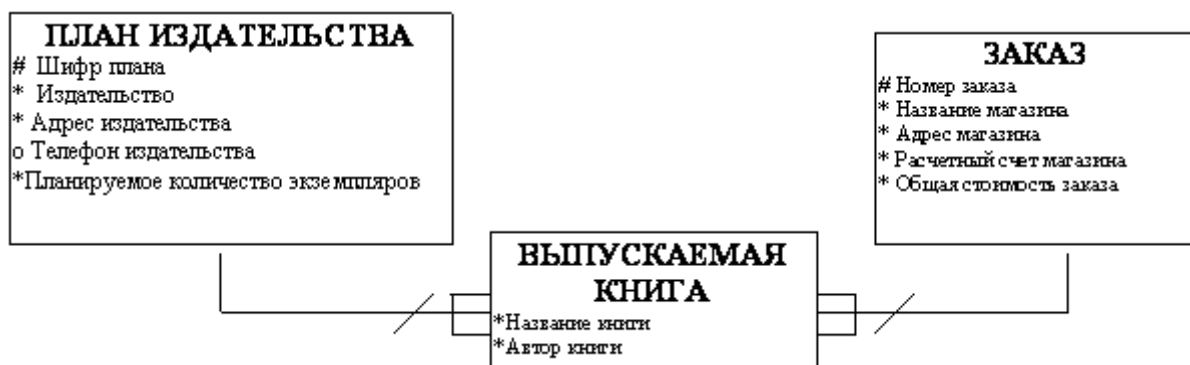 ПЛАН ИЗДАТЕЛЬСТВА
# Шифр плана
* Издательство
* Адрес издательства
о Телефон издательства
*Планируемое количество экземпляров
ЗАКАЗ
# Номер заказа
* Название магазина
* Адрес магазина
* Расчетный счет магазина
* Общая стоимость заказа
ВЫПУСКАЕМАЯ
КНИГА
*Название книги
*Автор книги